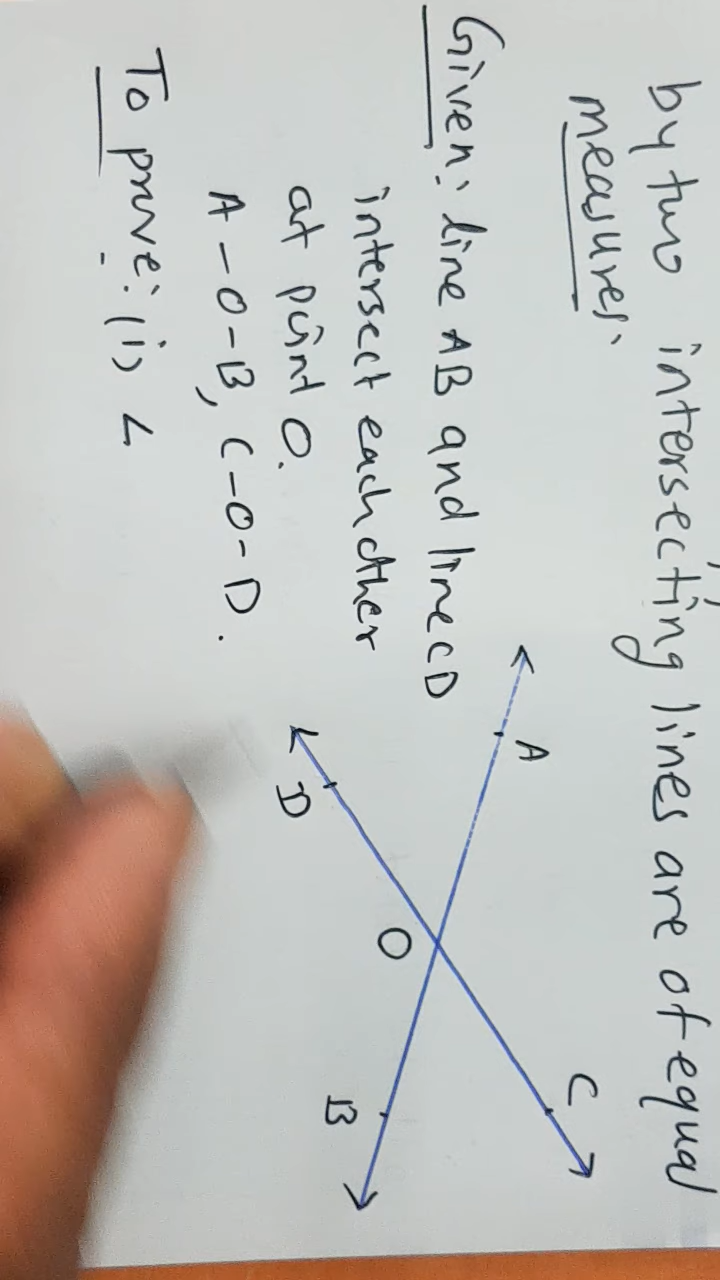 by two intersecting lines are of equal
measures.
Given: line AB and line CD
intersect each other
at point O.
A-O-B, C-O-D.
To prove: (i) ∠
A
C
O
D
B